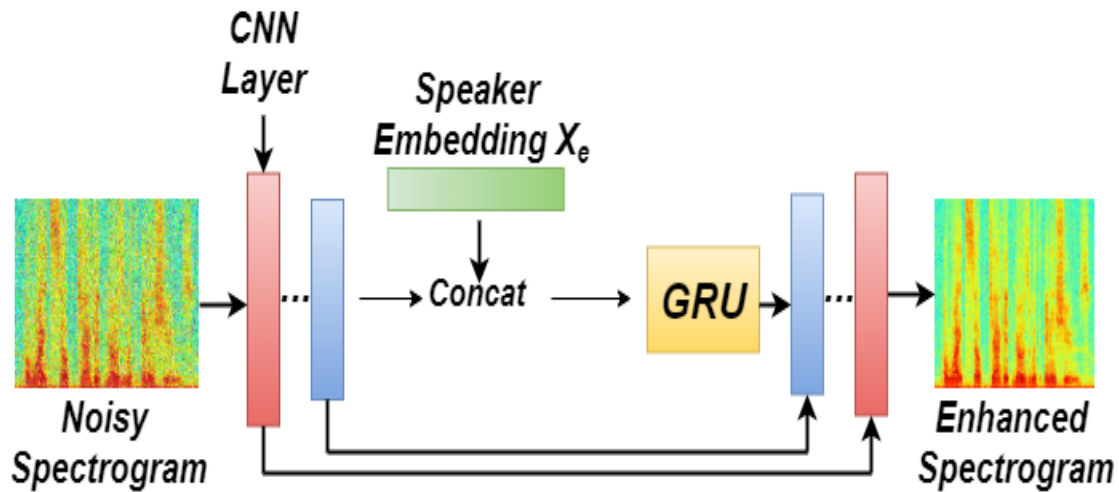 CNN
Layer
Speaker
Embedding Xₑ
...
Concat
GRU
...
Noisy
Spectrogram
Enhanced
Spectrogram